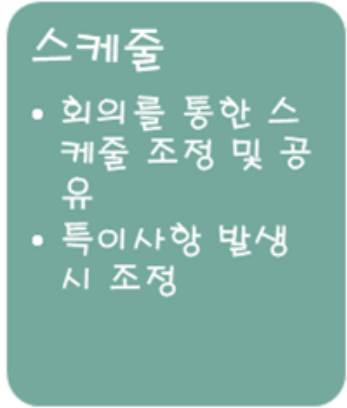 스케줄
• 회의를 통한 스
케줄 조정 및 공
유
• 특이사항 발생
시 조정